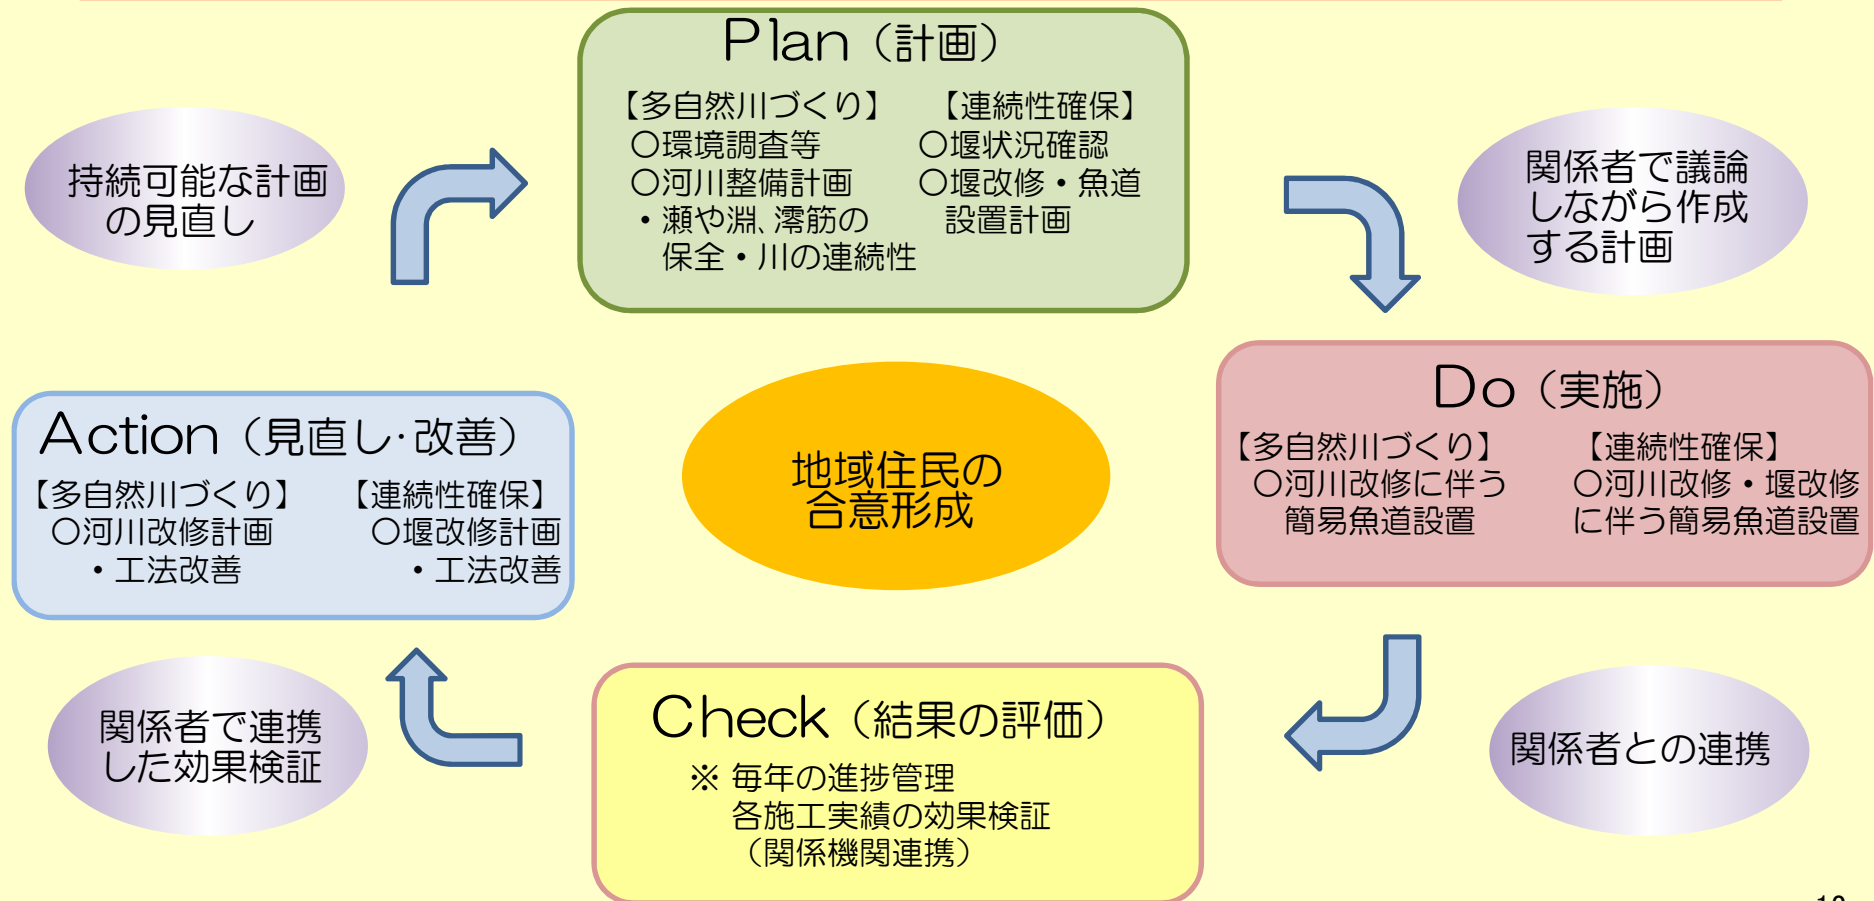 Plan（計画）
【多自然川づくり】
○環境調査等
○河川整備計画
・瀬や淵、澪筋の
保全・川の連続性
【連続性確保】
○堰状況確認
○堰改修・魚道
設置計画
持続可能な計画
の見直し
関係者で議論
しながら作成
する計画
Action（見直し・改善）
【多自然川づくり】
○河川改修計画
・工法改善
【連続性確保】
○堰改修計画
・工法改善
地域住民の
合意形成
Do（実施）
【多自然川づくり】
○河川改修に伴う
簡易魚道設置
【連続性確保】
○河川改修・堰改修
に伴う簡易魚道設置
関係者で連携
した効果検証
Check（結果の評価）
※ 毎年の進捗管理
各施工実績の効果検証
（関係機関連携）
関係者との連携